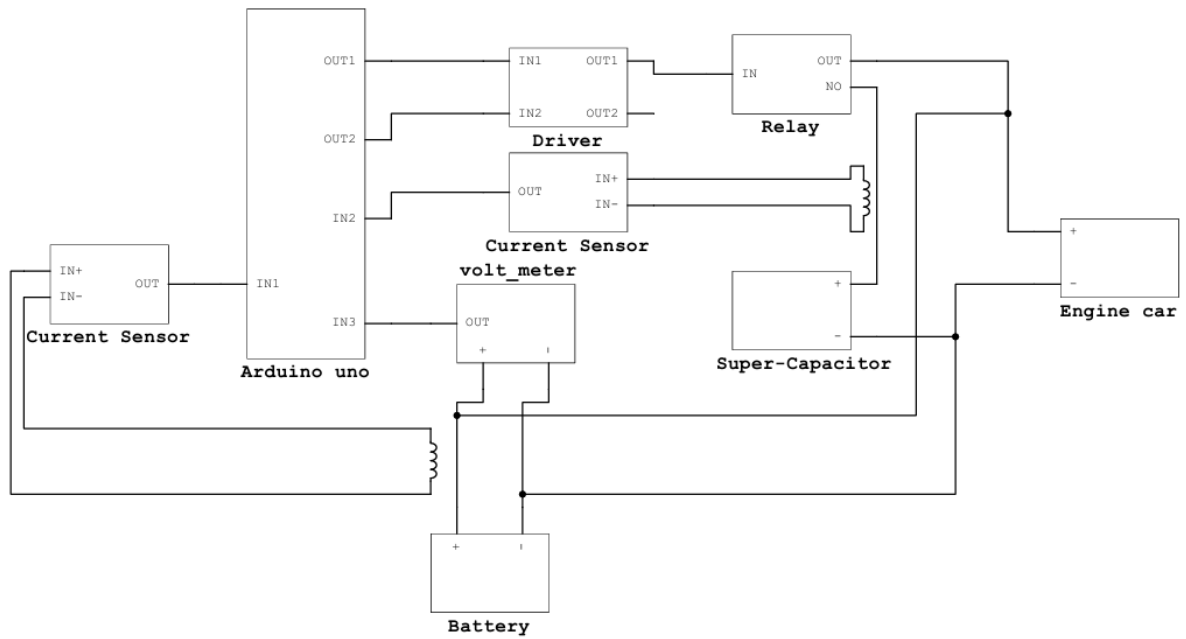 OUT1
OUT2
IN2
IN1
IN3
Arduino uno
IN1 OUT1
IN2 OUT2
Driver
IN OUT
NO
Relay
OUT IN+
IN-
Current Sensor
volt_meter
OUT
+ -
IN+
IN- OUT
Current Sensor
+
-
Super-Capacitor
+
-
Engine car
+ -
Battery